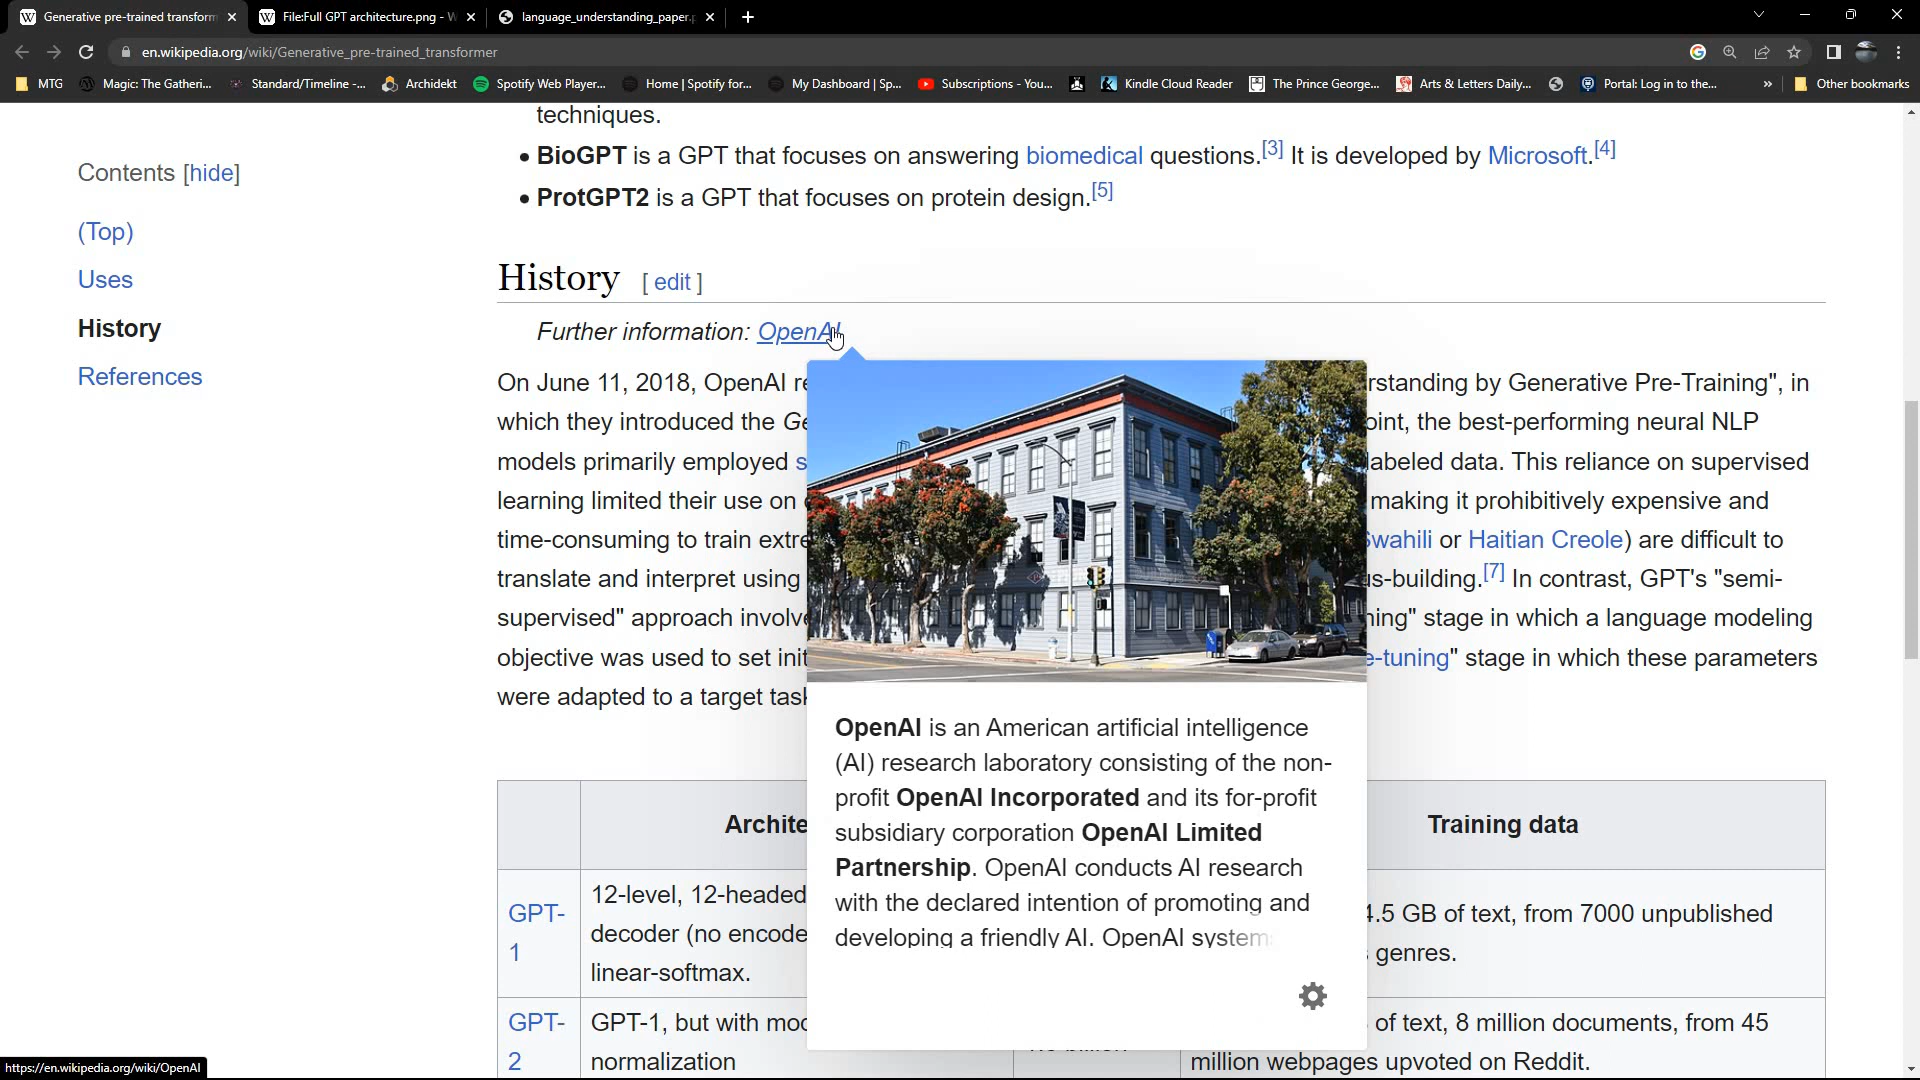 Generative pre-trained transform
File:Full GPT architecture.png - W
language_understanding_paper.p
en.wikipedia.org/wiki/Generative_pre-trained_transformer
MTG
Magic: The Gatheri...
Standard/Timeline -...
Archidekt
Spotify Web Player...
Home | Spotify for...
My Dashboard | Sp...
Subscriptions - You...
Kindle Cloud Reader
The Prince George...
Arts & Letters Daily...
Portal: Log in to the...
»
Other bookmarks
Contents [hide]
(Top)
Uses
History
References
techniques.
• BioGPT is a GPT that focuses on answering biomedical questions.[3] It is developed by Microsoft.[4]
• ProtGPT2 is a GPT that focuses on protein design.[5]
History [ edit ]
Further information: OpenAI
On June 11, 2018, OpenAI re
rstanding by Generative Pre-Training", in
which they introduced the Ge
oint, the best-performing neural NLP
models primarily employed s
labeled data. This reliance on supervised
learning limited their use on
making it prohibitively expensive and
time-consuming to train extre
Swahili or Haitian Creole) are difficult to
translate and interpret using
us-building.[7] In contrast, GPT's "semi-
supervised" approach involve
ning" stage in which a language modeling
objective was used to set init
e-tuning" stage in which these parameters
were adapted to a target task
OpenAI is an American artificial intelligence
(AI) research laboratory consisting of the non-
profit OpenAI Incorporated and its for-profit
subsidiary corporation OpenAI Limited
Partnership. OpenAI conducts AI research
with the declared intention of promoting and
developing a friendly AI. OpenAI systems
Archite
Training data
GPT-
1
12-level, 12-headed
decoder (no encode
linear-softmax.
4.5 GB of text, from 7000 unpublished
genres.
GPT-
2
GPT-1, but with mod
normalization
of text, 8 million documents, from 45
million webpages upvoted on Reddit.
https://en.wikipedia.org/wiki/OpenAI